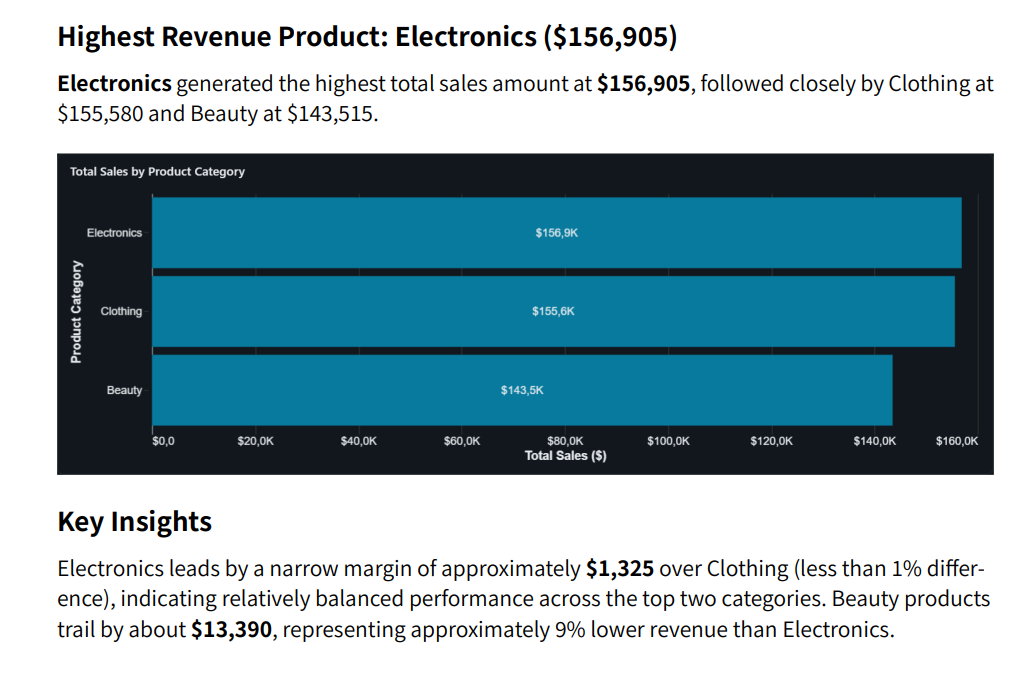 Highest Revenue Product: Electronics ($156,905)
Electronics generated the highest total sales amount at $156,905, followed closely by Clothing at
$155,580 and Beauty at $143,515.
Total Sales by Product Category
Product Category
Electronics
$156,9K
Clothing
$155,6K
Beauty
$143,5K
$0,0 $20,0K $40,0K $60,0K $80,0K $100,0K $120,0K $140,0K $160,0K
Total Sales ($)
Key Insights
Electronics leads by a narrow margin of approximately $1,325 over Clothing (less than 1% differ-
ence), indicating relatively balanced performance across the top two categories. Beauty products
trail by about $13,390, representing approximately 9% lower revenue than Electronics.